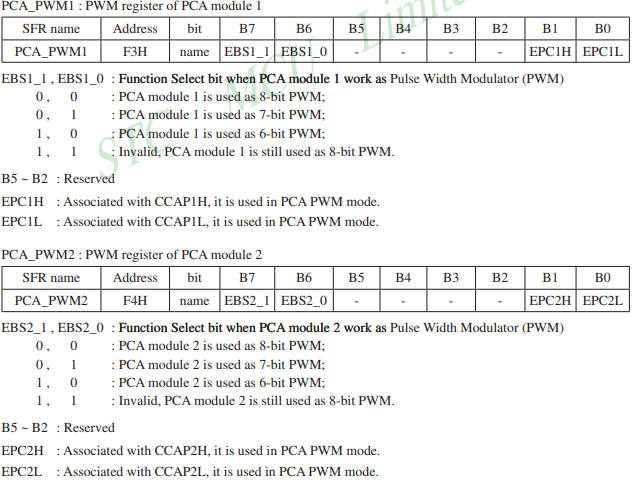 PCA_PWM1 : PWM register of PCA module 1
SFR name Address bit B7 B6 B5 B4 B3 B2 B1 B0
PCA_PWM1 F3H name EBS1_1 EBS1_0 - - - - EPC1H EPC1L
EBS1_1 , EBS1_0 : Function Select bit when PCA module 1 work as Pulse Width Modulator (PWM)
0 , 0 : PCA module 1 is used as 8-bit PWM;
0 , 1 : PCA module 1 is used as 7-bit PWM;
1 , 0 : PCA module 1 is used as 6-bit PWM;
1 , 1 : Invalid, PCA module 1 is still used as 8-bit PWM.
B5 ~ B2 : Reserved
EPC1H : Associated with CCAP1H, it is used in PCA PWM mode.
EPC1L : Associated with CCAP1L, it is used in PCA PWM mode.
PCA_PWM2 : PWM register of PCA module 2
SFR name Address bit B7 B6 B5 B4 B3 B2 B1 B0
PCA_PWM2 F4H name EBS2_1 EBS2_0 - - - - EPC2H EPC2L
EBS2_1 , EBS2_0 : Function Select bit when PCA module 2 work as Pulse Width Modulator (PWM)
0 , 0 : PCA module 2 is used as 8-bit PWM;
0 , 1 : PCA module 2 is used as 7-bit PWM;
1 , 0 : PCA module 2 is used as 6-bit PWM;
1 , 1 : Invalid, PCA module 2 is still used as 8-bit PWM.
B5 ~ B2 : Reserved
EPC2H : Associated with CCAP2H, it is used in PCA PWM mode.
EPC2L : Associated with CCAP2L, it is used in PCA PWM mode.
STC MCU